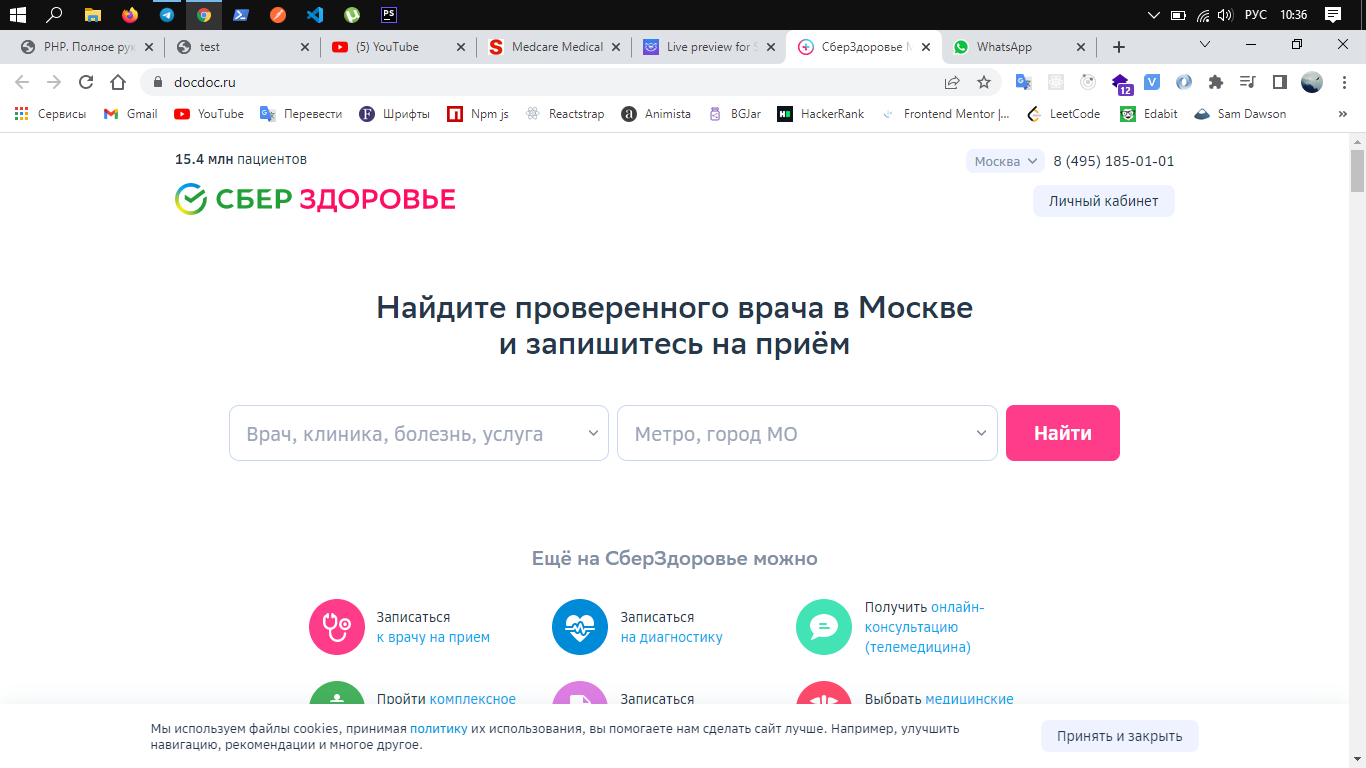 PS
РУС
10:36
PHP. Полное рук
test
(5) YouTube
Medcare Medical
Live preview for S
СберЗдоровье М
WhatsApp
docdoc.ru
12
V
Сервисы
Gmail
YouTube
Перевести
F
Шрифты
Npm js
Reactstrap
a
Animista
BGJar
HackerRank
Frontend Mentor |...
LeetCode
Edabit
Sam Dawson
15.4 млн пациентов
Москва
8 (495) 185-01-01
СБЕР ЗДОРОВЬЕ
Личный кабинет
Найдите проверенного врача в Москве
и запишитесь на приём
Врач, клиника, болезнь, услуга
Метро, город МО
Найти
Ещё на СберЗдоровье можно
Записаться
к врачу на прием
Записаться
на диагностику
Получить онлайн-
консультацию
(телемедицина)
Пройти комплексное
Записаться
Выбрать медицинские
Мы используем файлы cookies, принимая политику их использования, вы помогаете нам сделать сайт лучше. Например, улучшить
навигацию, рекомендации и многое другое.
Принять и закрыть